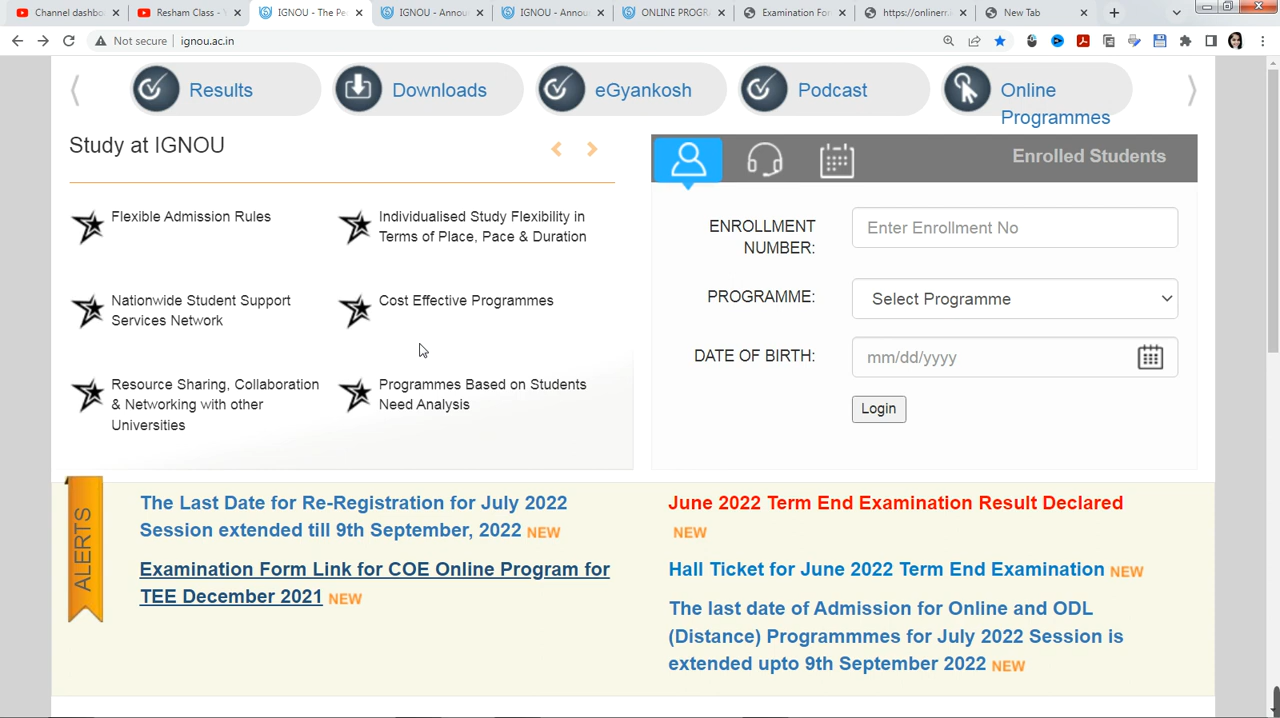 Channel dashbo
Resham Class - Y
IGNOU - The Pe
IGNOU - Annou
IGNOU - Annou
ONLINE PROGR
Examination For
https://onlinerr.i
New Tab
Not secure
ignou.ac.in
Results
Downloads
eGyankosh
Podcast
Online
Programmes
Study at IGNOU
Flexible Admission Rules
Individualised Study Flexibility in
Terms of Place, Pace & Duration
Nationwide Student Support
Services Network
Cost Effective Programmes
Resource Sharing, Collaboration
& Networking with other
Universities
Programmes Based on Students
Need Analysis
Enrolled Students
ENROLLMENT
NUMBER:
Enter Enrollment No
PROGRAMME:
Select Programme
DATE OF BIRTH:
mm/dd/yyyy
Login
ALERTS
The Last Date for Re-Registration for July 2022
Session extended till 9th September, 2022 NEW
Examination Form Link for COE Online Program for
TEE December 2021 NEW
June 2022 Term End Examination Result Declared
NEW
Hall Ticket for June 2022 Term End Examination NEW
The last date of Admission for Online and ODL
(Distance) Programmmes for July 2022 Session is
extended upto 9th September 2022 NEW